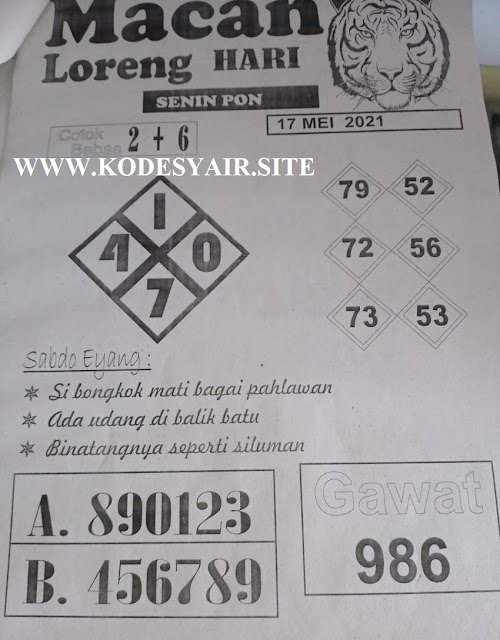 Macan
Loreng HARI
SENIN PON
17 MEI 2021
Colok Bebas 2 + 6
WWW.KODESYAIR.SITE
1
4 0
7
79 52
72 56
73 53
Sabdo Eyang :
Si bongkok mati bagai pahlawan
Ada udang di balik batu
Binatangnya seperti siluman
A. 890123
B. 456789
Gawat
986